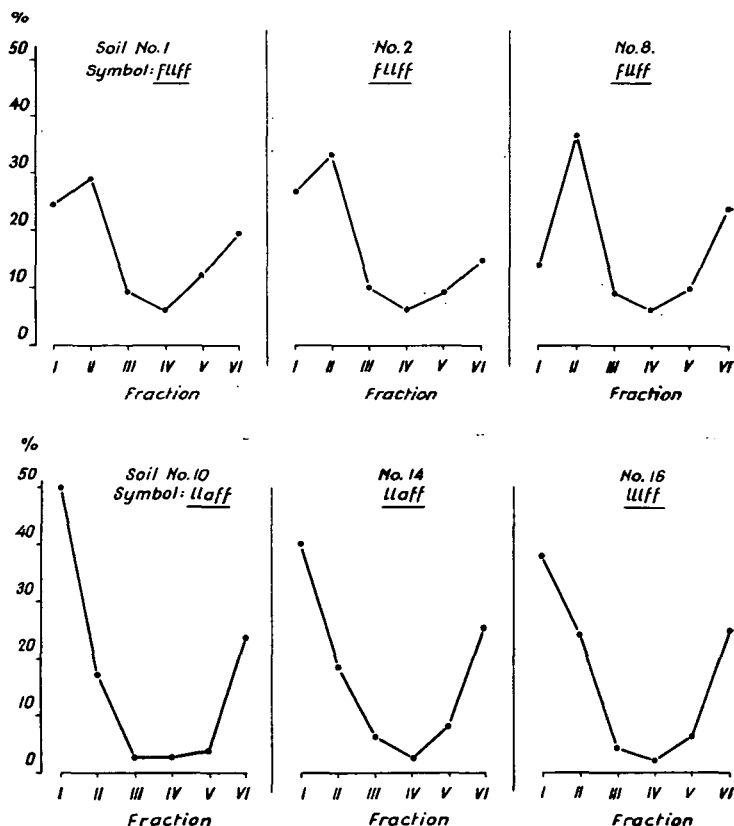 %
Soil No. 1
Symbol: fllff
50
40
30
20
10
0
I II III IV V VI
Fraction
No. 2
fllff
I II III IV V VI
Fraction
No. 8.
fllff
I II III IV V VI
Fraction
%
Soil No. 10
Symbol: llaff
50
40
30
20
10
0
I II III IV V VI
Fraction
No. 14
llaff
I II III IV V VI
Fraction
No. 16
lllff
I II III IV V VI
Fraction